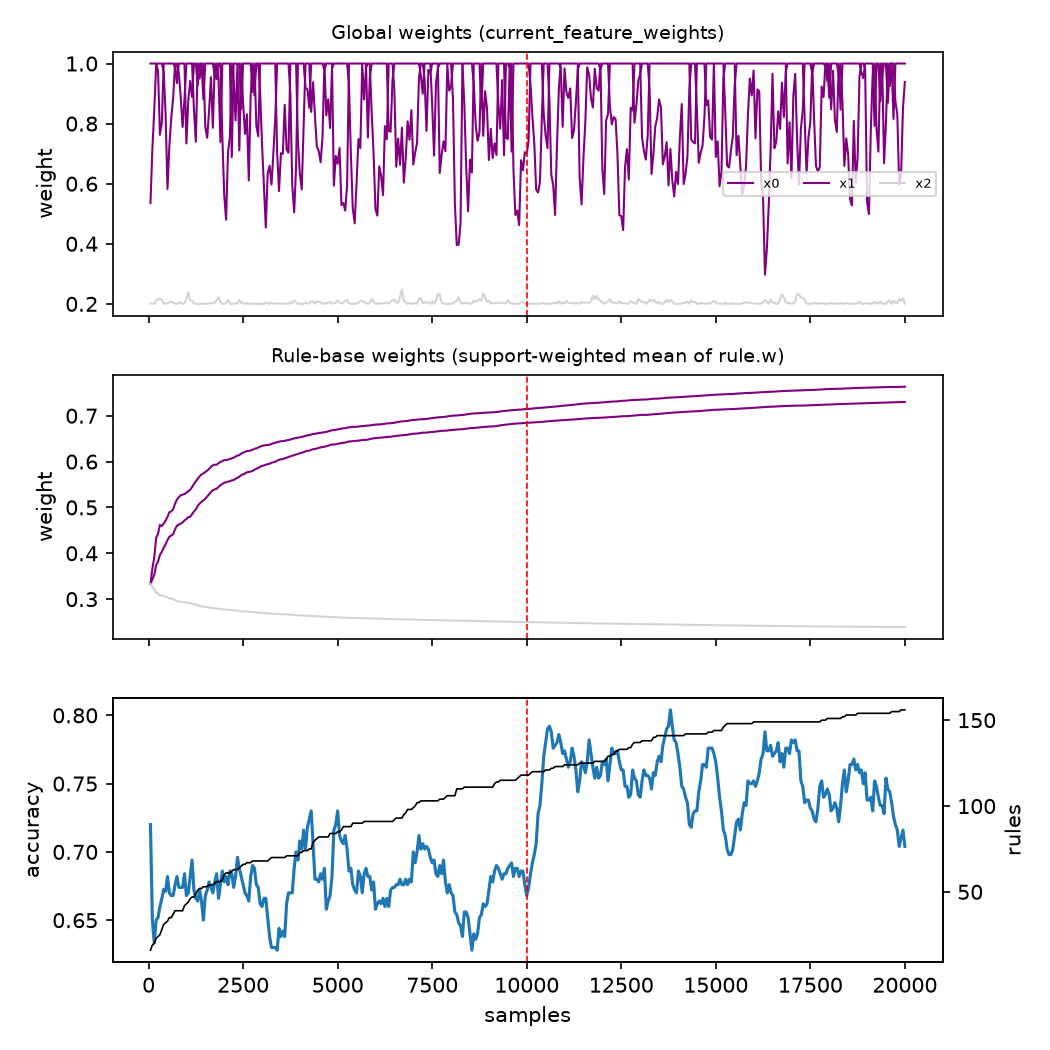 Global weights (current_feature_weights)
1.0
0.8
0.6
0.4
0.2
weight
x0 x1 x2
Rule-base weights (support-weighted mean of rule.w)
0.7
0.6
0.5
0.4
0.3
weight
0.80
0.75
0.70
0.65
accuracy
150
100
50
rules
0 2500 5000 7500 10000 12500 15000 17500 20000
samples